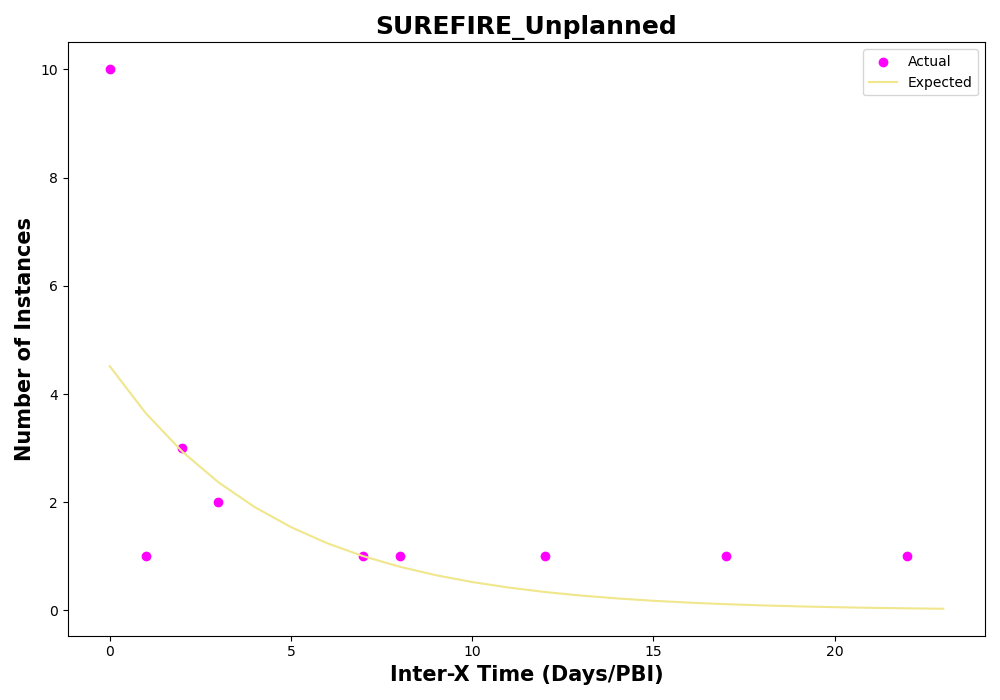 SUREFIRE_Unplanned
Actual
Expected
10
8
6
4
2
0
Number of Instances
0 5 10 15 20
Inter-X Time (Days/PBI)